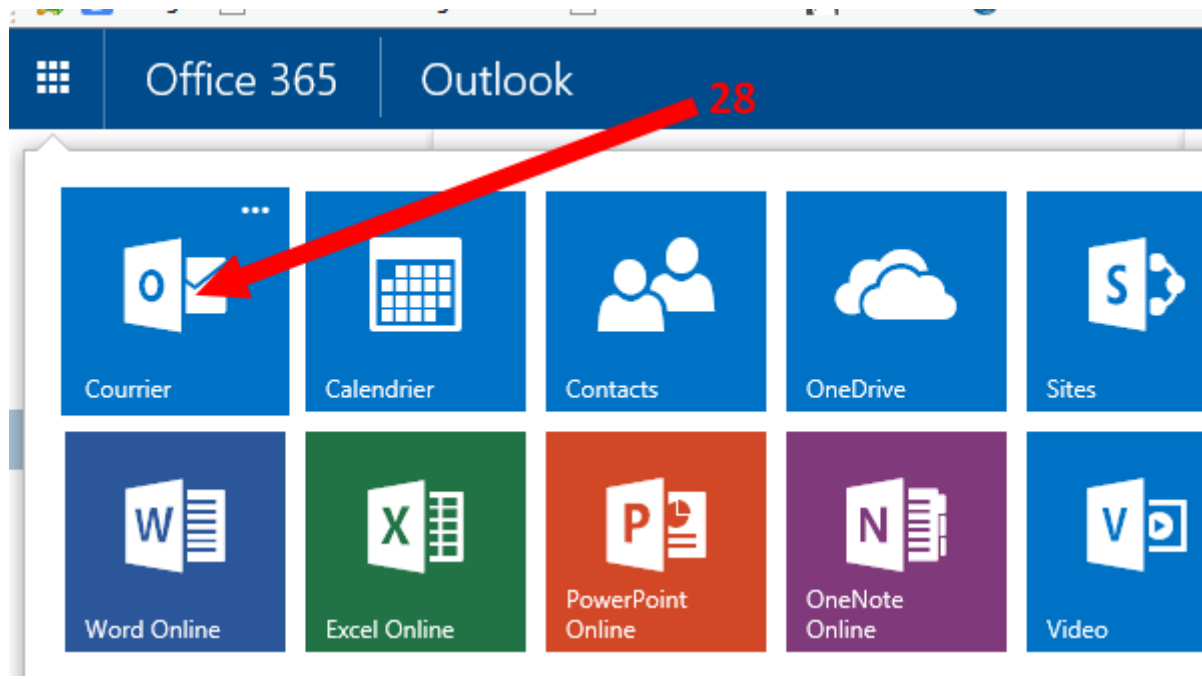 Office 365 Outlook
28
Courrier Calendrier Contacts OneDrive Sites
Word Online Excel Online PowerPoint Online OneNote Online Video